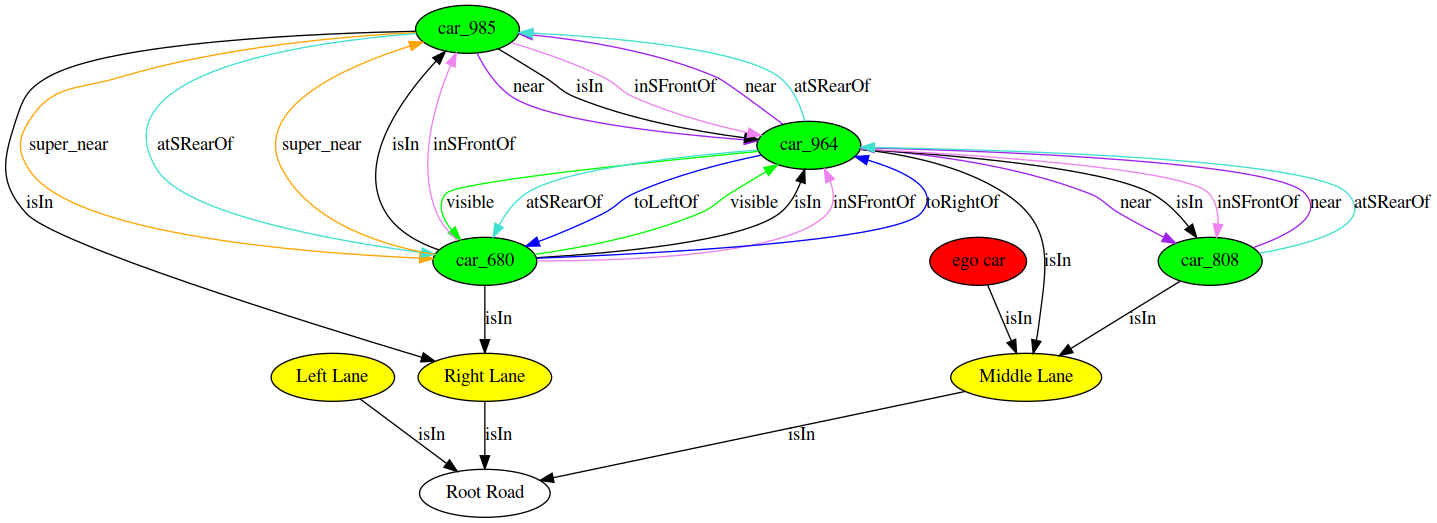 car_985
near
isIn
inSFrontOf
near
atSRearOf
super_near
atSRearOf
super_near
isIn
inSFrontOf
car_964
isIn
visible
atSRearOf
toLeftOf
visible
isIn
inSFrontOf
toRightOf
near
isIn
inSFrontOf
near
atSRearOf
car_680
ego car
isIn
car_808
isIn
isIn
isIn
Left Lane
Right Lane
Middle Lane
isIn
isIn
isIn
Root Road